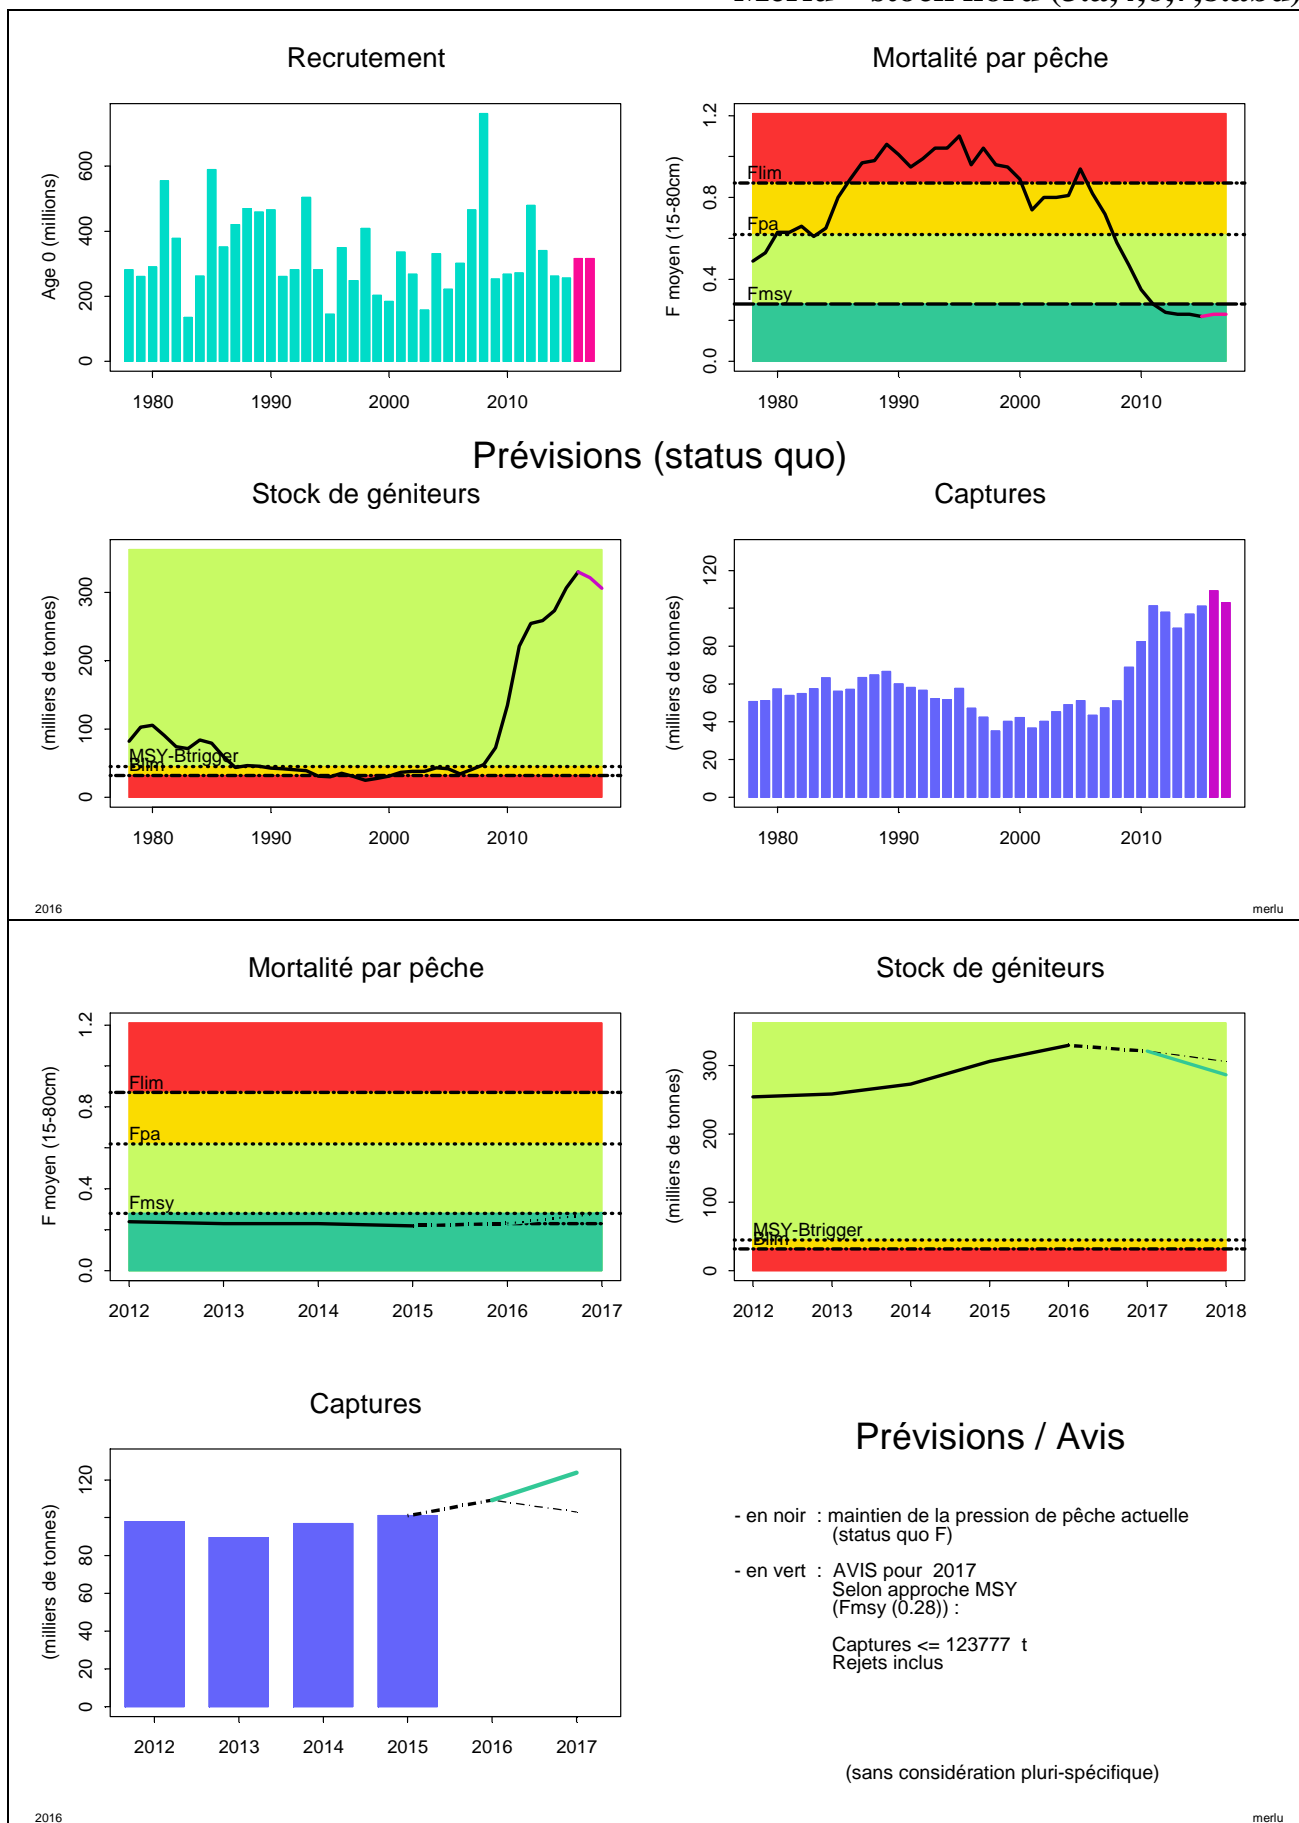 Recrutement
Mortalité par pêche
Age 0 (millions)
0
200
400
600
1980
1990
2000
2010
F moyen (15-80cm)
0.0
0.4
0.8
1.2
Flim
Fpa
Fmsy
1980
1990
2000
2010
Prévisions (status quo)
Stock de géniteurs
Captures
(milliers de tonnes)
0
100
200
300
MSY-Btrigger
Blim
1980
1990
2000
2010
(milliers de tonnes)
0
20
40
60
80
120
1980
1990
2000
2010
2016
merlu
Mortalité par pêche
Stock de géniteurs
F moyen (15-80cm)
0.0
0.4
0.8
1.2
Flim
Fpa
Fmsy
2012
2013
2014
2015
2016
2017
(milliers de tonnes)
0
100
200
300
MSY-Btrigger
Blim
2012
2013
2014
2015
2016
2017
2018
Captures
(milliers de tonnes)
0
20
40
60
80
120
2012
2013
2014
2015
2016
2017
Prévisions / Avis
- en noir : maintien de la pression de pêche actuelle
(status quo F)
- en vert : AVIS pour 2017
Selon approche MSY
(Fmsy (0.28)) :
Captures <= 123777 t
Rejets inclus
(sans considération pluri-spécifique)
2016
merlu